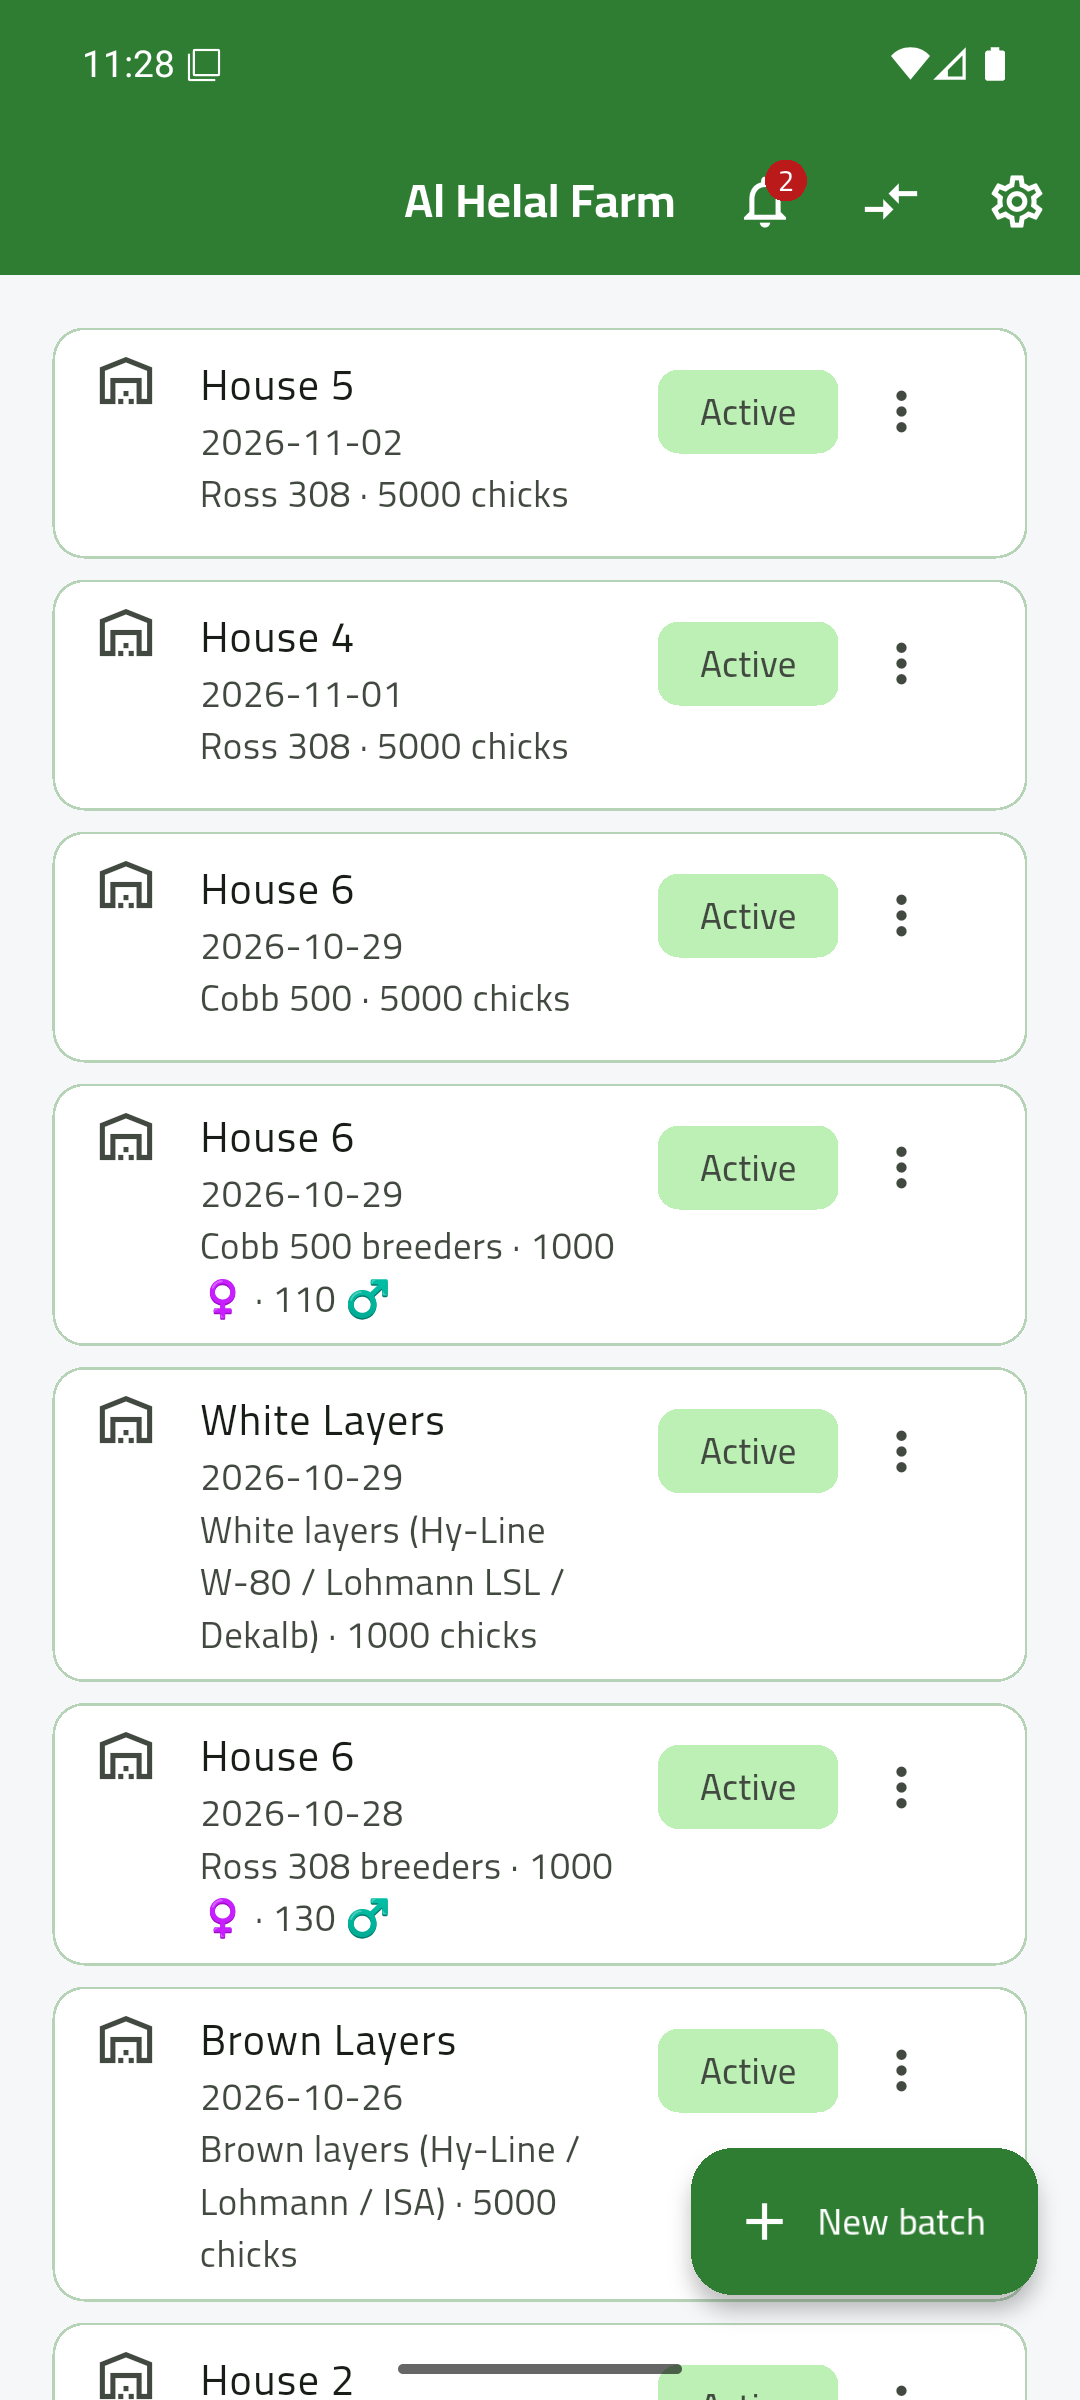 11:28
Al Helal Farm
2
House 5
2026-11-02
Ross 308 · 5000 chicks
Active
House 4
2026-11-01
Ross 308 · 5000 chicks
Active
House 6
2026-10-29
Cobb 500 · 5000 chicks
Active
House 6
2026-10-29
Cobb 500 breeders · 1000
♀ · 110 ♂
Active
White Layers
2026-10-29
White layers (Hy-Line
W-80 / Lohmann LSL /
Dekalb) · 1000 chicks
Active
House 6
2026-10-28
Ross 308 breeders · 1000
♀ · 130 ♂
Active
Brown Layers
2026-10-26
Brown layers (Hy-Line /
Lohmann / ISA) · 5000
chicks
Active
New batch
House 2